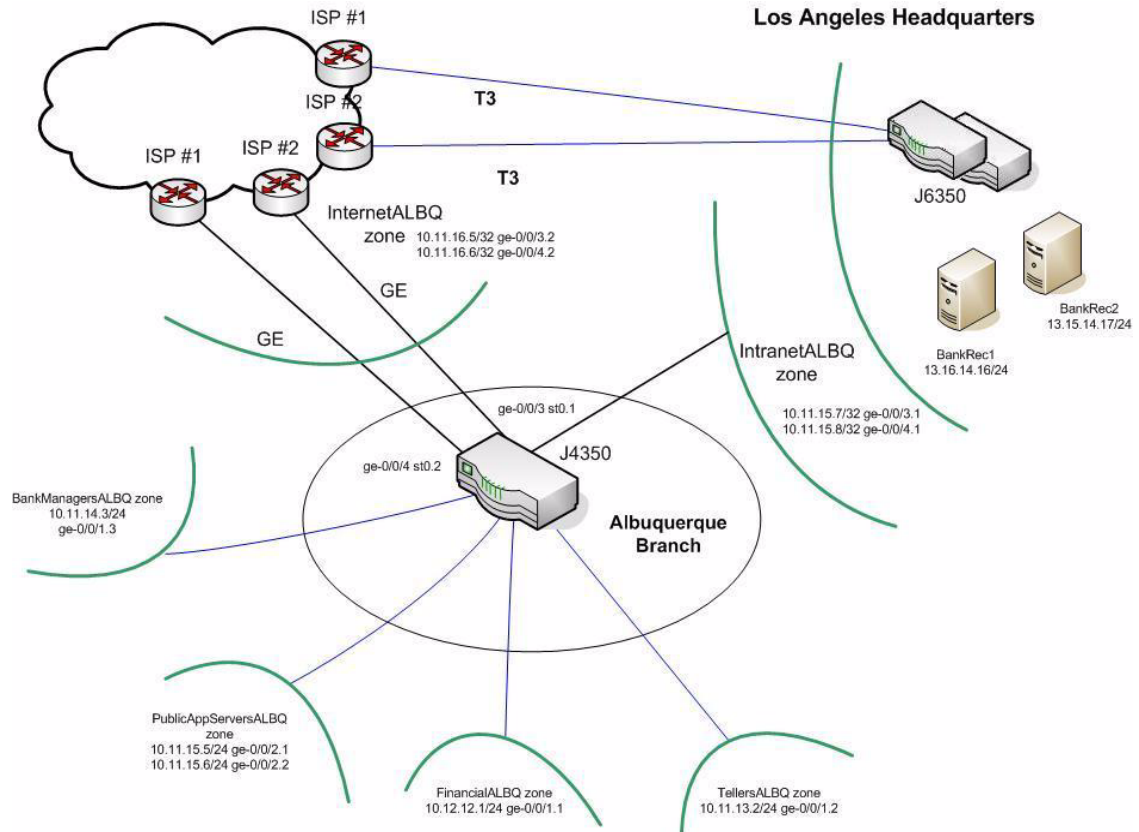 Los Angeles Headquarters
ISP #1
T3
ISP #2
ISP #1
ISP #2
T3
J6350
InternetALBQ
zone
10.11.16.5/32 ge-0/0/3.2
10.11.16.6/32 ge-0/0/4.2
GE
GE
BankRec2
13.15.14.17/24
BankRec1
13.16.14.16/24
IntranetALBQ
zone
10.11.15.7/32 ge-0/0/3.1
10.11.15.8/32 ge-0/0/4.1
ge-0/0/3 st0.1
J4350
ge-0/0/4 st0.2
Albuquerque
Branch
BankManagersALBQ zone
10.11.14.3/24
ge-0/0/1.3
PublicAppServersALBQ
zone
10.11.15.5/24 ge-0/0/2.1
10.11.15.6/24 ge-0/0/2.2
FinancialALBQ zone
10.12.12.1/24 ge-0/0/1.1
TellersALBQ zone
10.11.13.2/24 ge-0/0/1.2